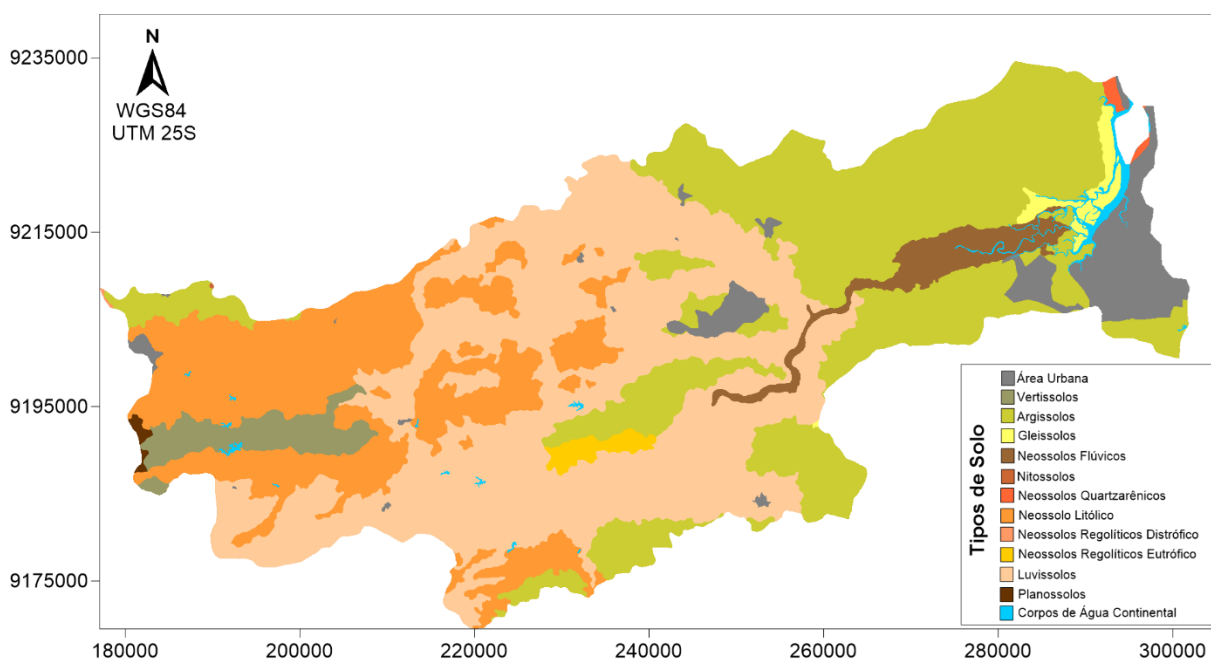 N
WGS84
UTM 25S
9235000
9215000
9195000
9175000
180000 200000 220000 240000 260000 280000 300000
Tipos de Solo
Área Urbana
Vertissolos
Argissolos
Gleissolos
Neossolos Flúvicos
Nitossolos
Neossolos Quartzarênicos
Neossolo Litólico
Neossolos Regolíticos Distrófico
Neossolos Regolíticos Eutrófico
Luvissolos
Planossolos
Corpos de Água Continental